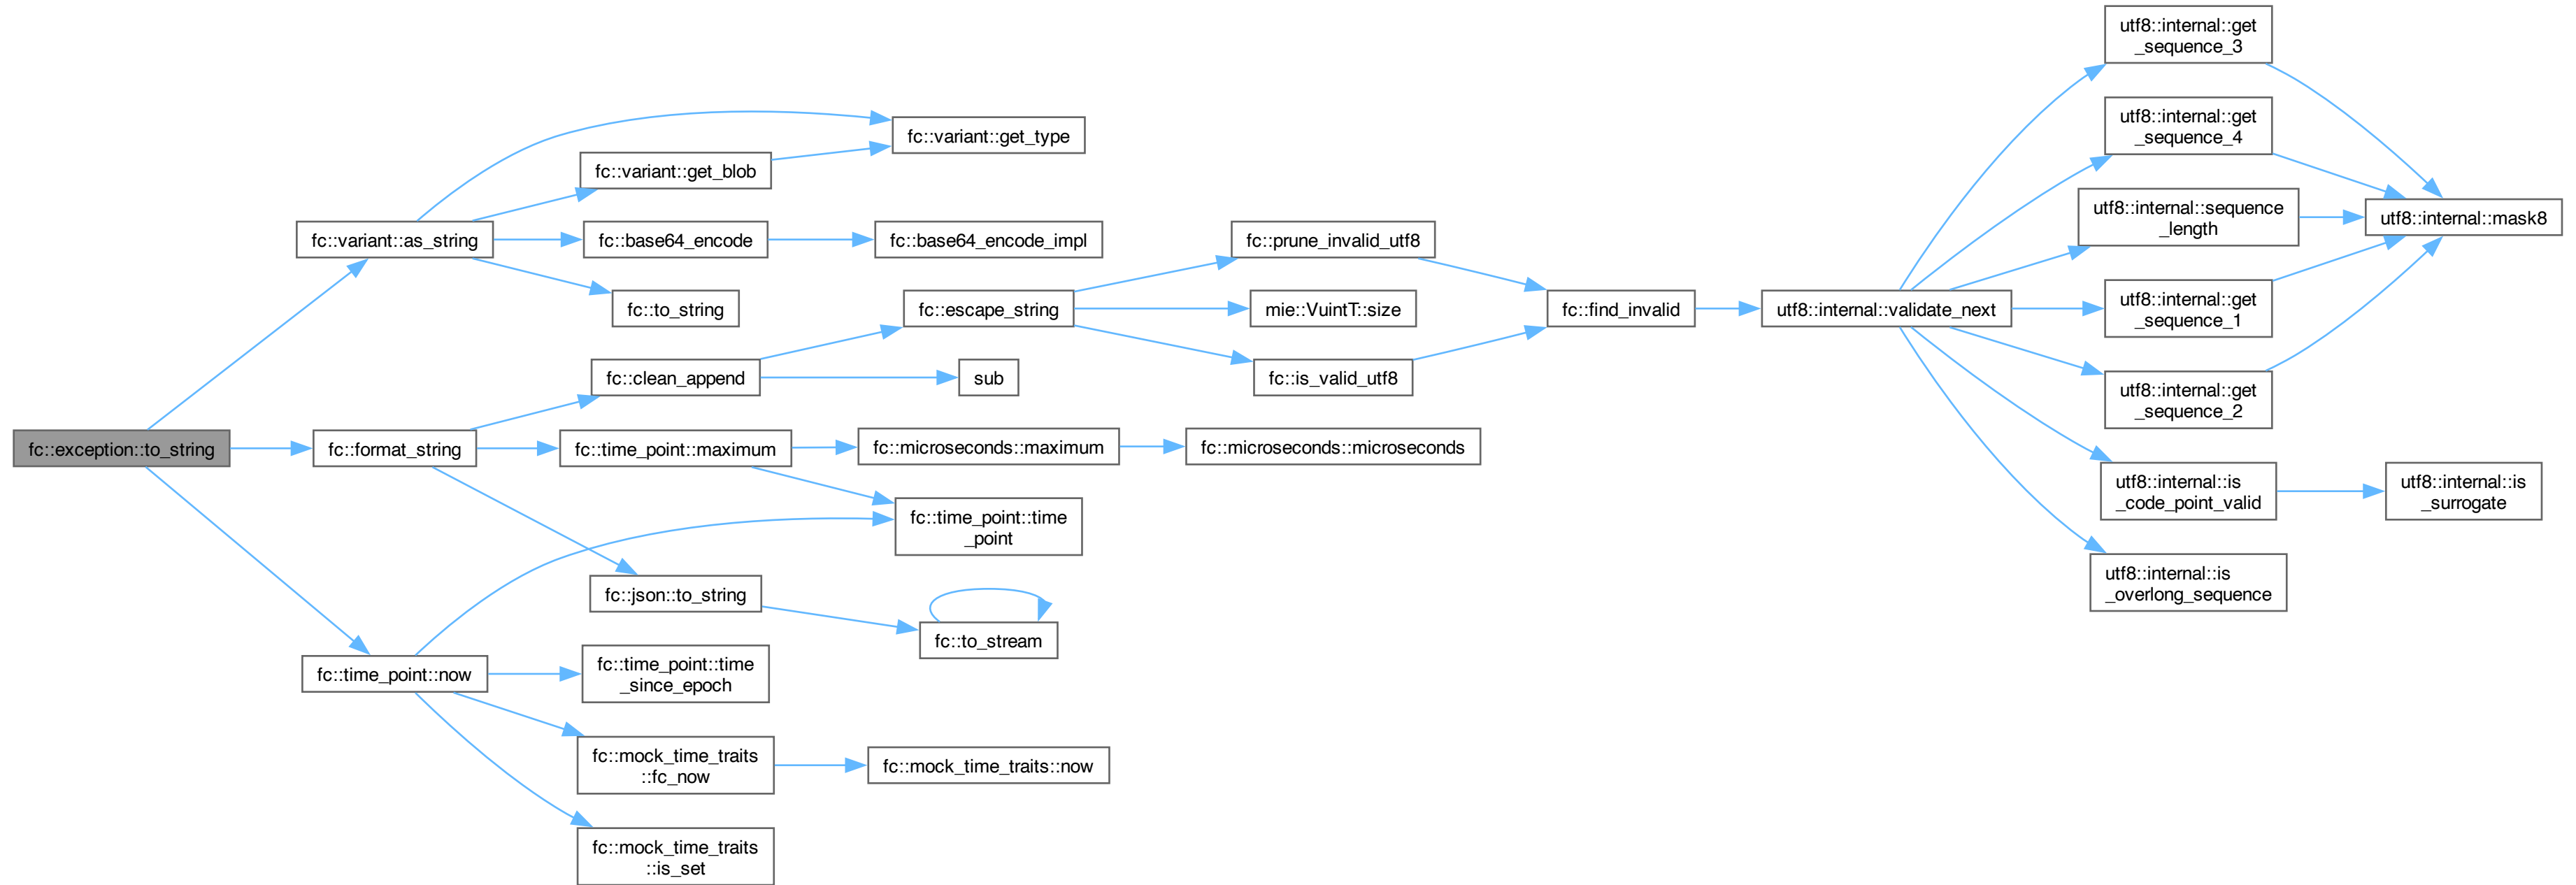 fc::exception::to_string
fc::variant::as_string
fc::format_string
fc::time_point::now
fc::variant::get_blob
fc::base64_encode
fc::to_string
fc::clean_append
fc::time_point::maximum
fc::json::to_string
fc::time_point::time
_since_epoch
fc::mock_time_traits
::fc_now
fc::mock_time_traits
::is_set
fc::variant::get_type
fc::base64_encode_impl
fc::escape_string
sub
fc::microseconds::maximum
fc::time_point::time
_point
fc::to_stream
fc::mock_time_traits::now
fc::prune_invalid_utf8
mie::VuintT::size
fc::is_valid_utf8
fc::microseconds::microseconds
fc::find_invalid
utf8::internal::validate_next
utf8::internal::get
_sequence_3
utf8::internal::get
_sequence_4
utf8::internal::sequence
_length
utf8::internal::get
_sequence_1
utf8::internal::get
_sequence_2
utf8::internal::is
_code_point_valid
utf8::internal::is
_overlong_sequence
utf8::internal::mask8
utf8::internal::is
_surrogate